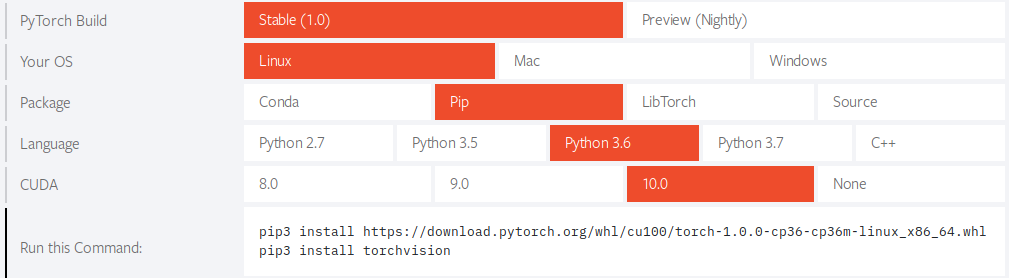 PyTorch Build Stable (1.0) Preview (Nightly)
Your OS Linux Mac Windows
Package Conda Pip LibTorch Source
Language Python 2.7 Python 3.5 Python 3.6 Python 3.7 C++
CUDA 8.0 9.0 10.0 None
Run this Command: pip3 install https://download.pytorch.org/whl/cu100/torch-1.0.0-cp36-cp36m-linux_x86_64.whl
pip3 install torchvision